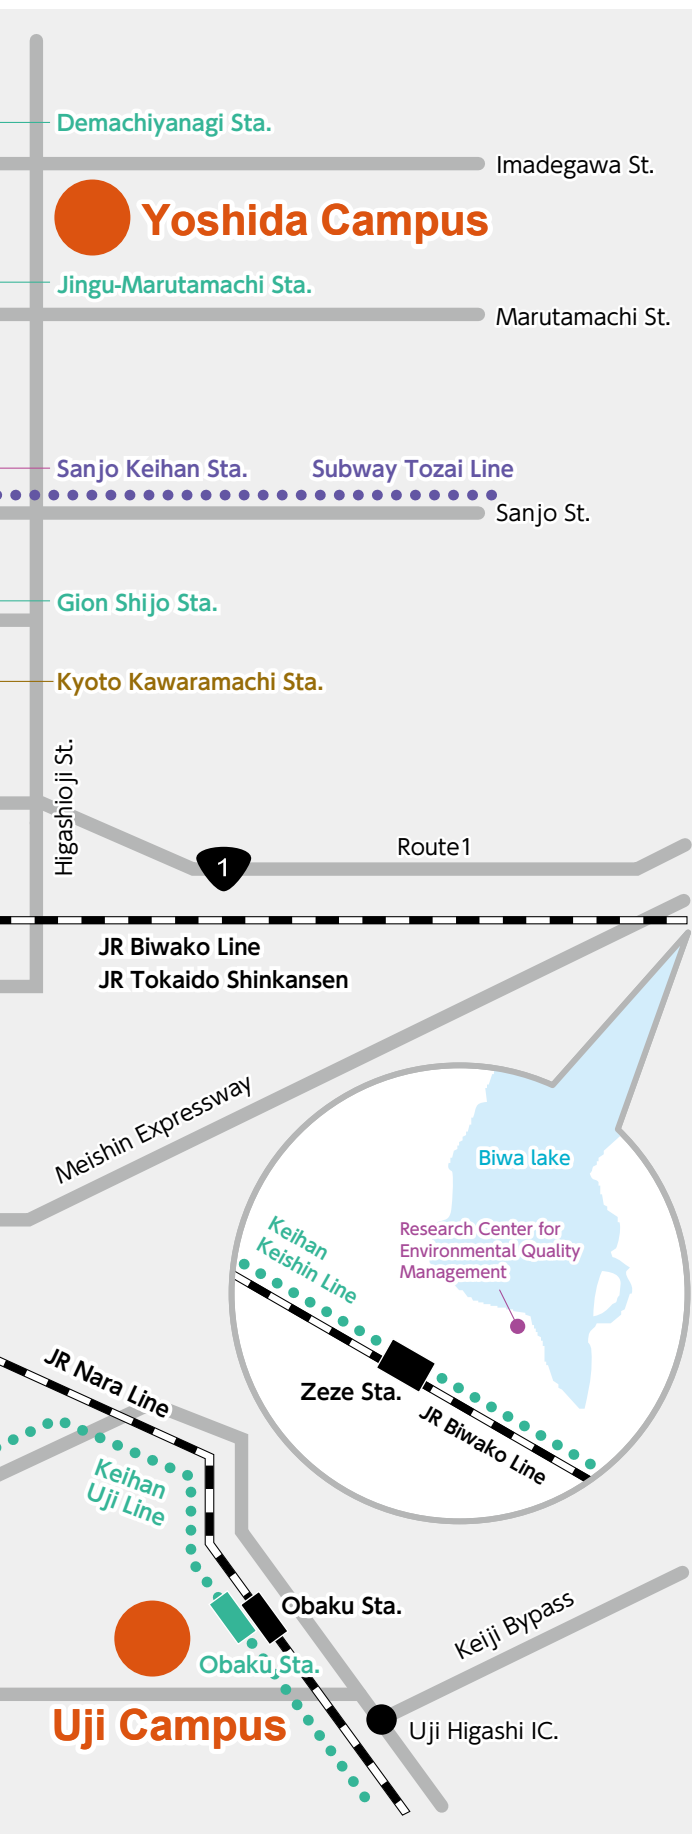 Demachiyanagi Sta.
Imadegawa St.
Yoshida Campus
Jingu-Marutamachi Sta.
Marutamachi St.
Sanjo Keihan Sta.
Subway Tozai Line
Sanjo St.
Gion Shijo Sta.
Kyoto Kawaramachi Sta.
Higashioji St.
Route1
1
JR Biwako Line
JR Tokaido Shinkansen
Meishin Expressway
Biwa lake
Research Center for
Environmental Quality
Management
Keihan
Keishin Line
Zeze Sta.
JR Biwako Line
JR Nara Line
Keihan
Uji Line
Obaku Sta.
Keiji Bypass
Obaku Sta.
Uji Campus
Uji Higashi IC.